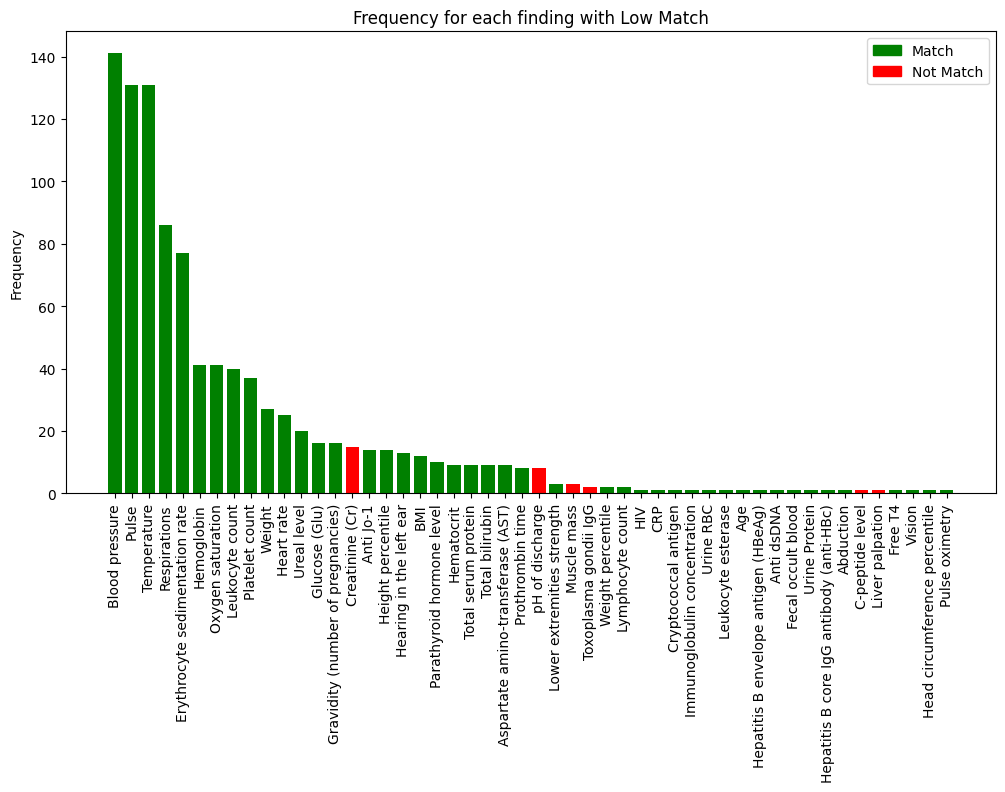 Frequency for each finding with Low Match
Match
Not Match
Frequency
140
120
100
80
60
40
20
0
Blood pressure
Pulse
Temperature
Respirations
Erythrocyte sedimentation rate
Hemoglobin
Oxygen saturation
Leukocyte count
Platelet count
Weight
Heart rate
Ureal level
Glucose (Glu)
Gravidity (number of pregnancies)
Creatinine (Cr)
Anti Jo-1
Height percentile
Hearing in the left ear
BMI
Parathyroid hormone level
Hematocrit
Total serum protein
Total bilirubin
Aspartate amino-transferase (AST)
Prothrombin time
pH of discharge
Lower extremities strength
Muscle mass
Toxoplasma gondii IgG
Weight percentile
Lymphocyte count
HIV
CRP
Cryptococcal antigen
Immunoglobulin concentration
Urine RBC
Leukocyte esterase
Age
Hepatitis B envelope antigen (HBeAg)
Anti dsDNA
Fecal occult blood
Urine Protein
Hepatitis B core IgG antibody (anti-HBc)
Abduction
C-peptide level
Liver palpation
Free T4
Vision
Head circumference percentile
Pulse oximetry